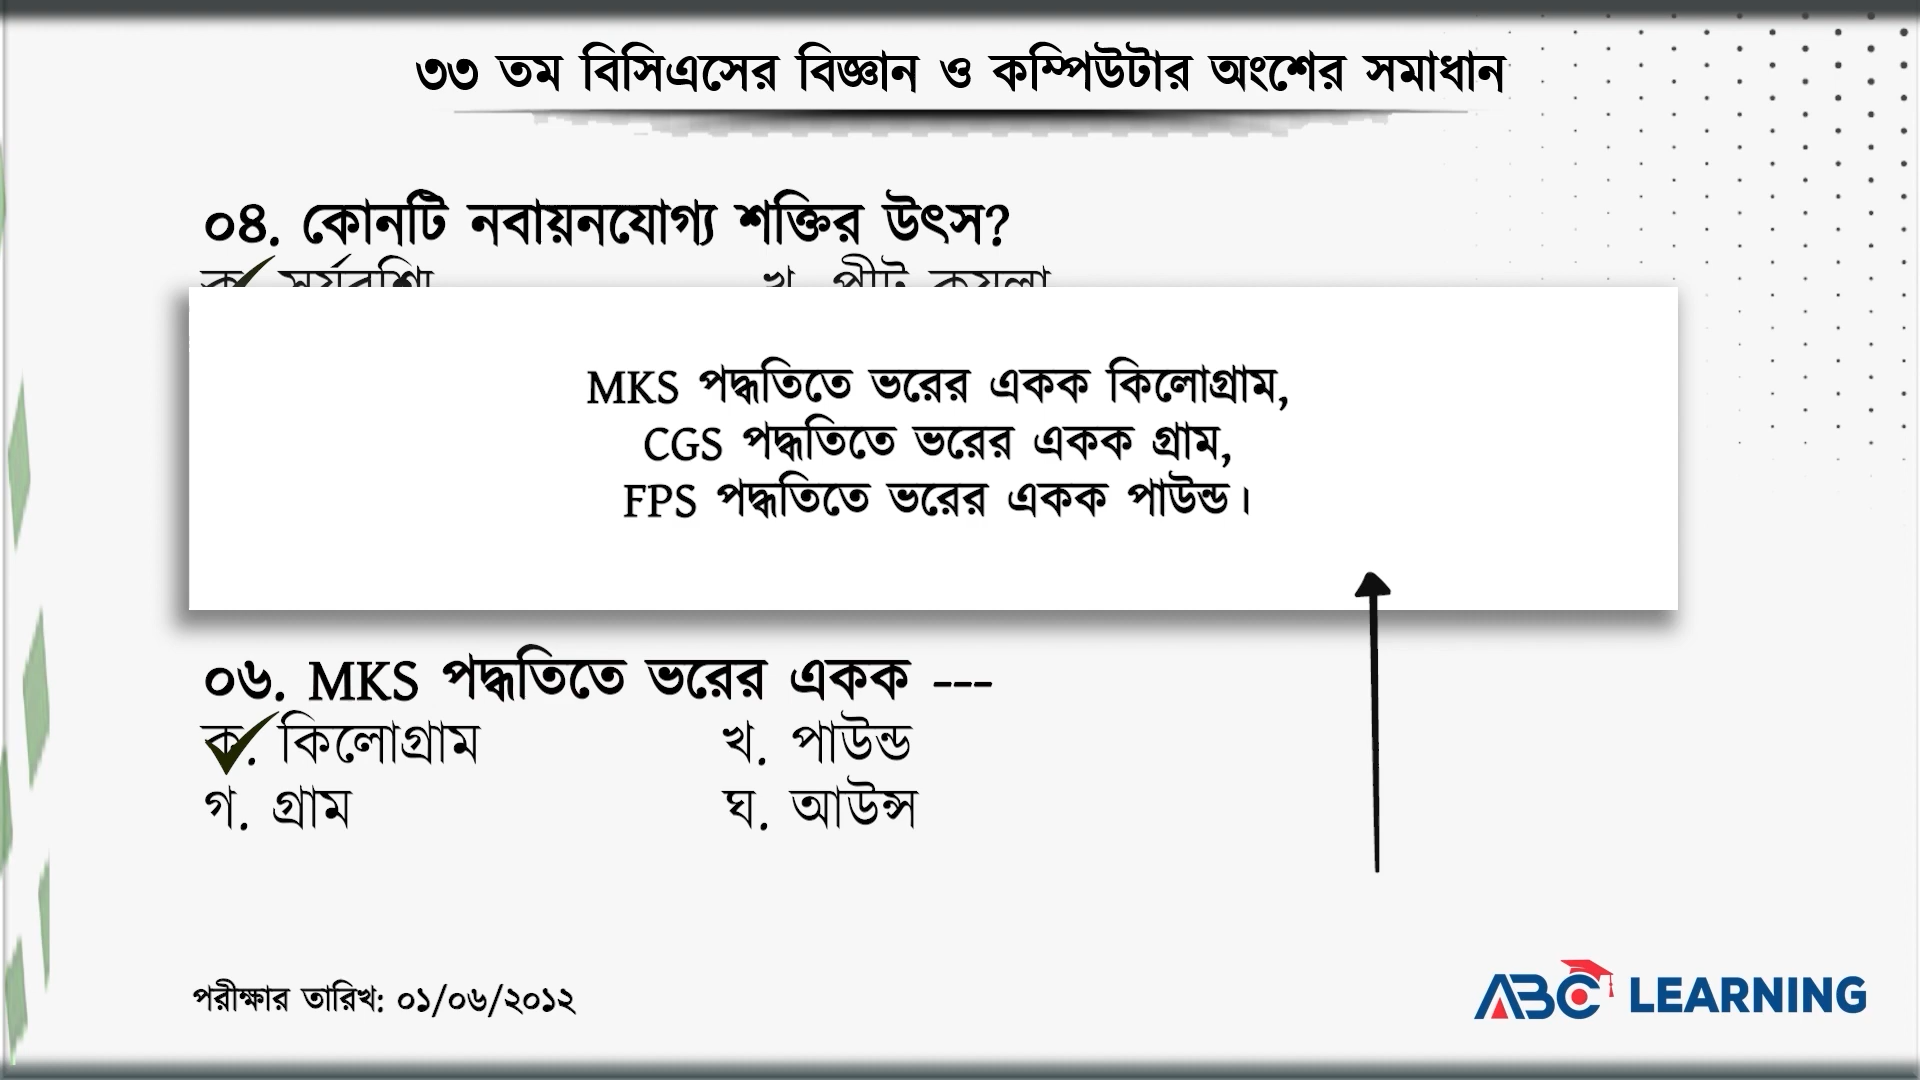 ৩৩ তম বিসিএসের বিজ্ঞান ও কম্পিউটার অংশের সমাধান
০৪. কোনটি নবায়নযোগ্য শক্তির উৎস?
ক. সূর্যরশ্মি খ. পীট কয়লা
MKS পদ্ধতিতে ভরের একক কিলোগ্রাম,
CGS পদ্ধতিতে ভরের একক গ্রাম,
FPS পদ্ধতিতে ভরের একক পাউন্ড।
০৬. MKS পদ্ধতিতে ভরের একক ---
ক. কিলোগ্রাম খ. পাউন্ড
গ. গ্রাম ঘ. আউন্স
পরীক্ষার তারিখ: ০১/০৬/২০১২
ABC LEARNING